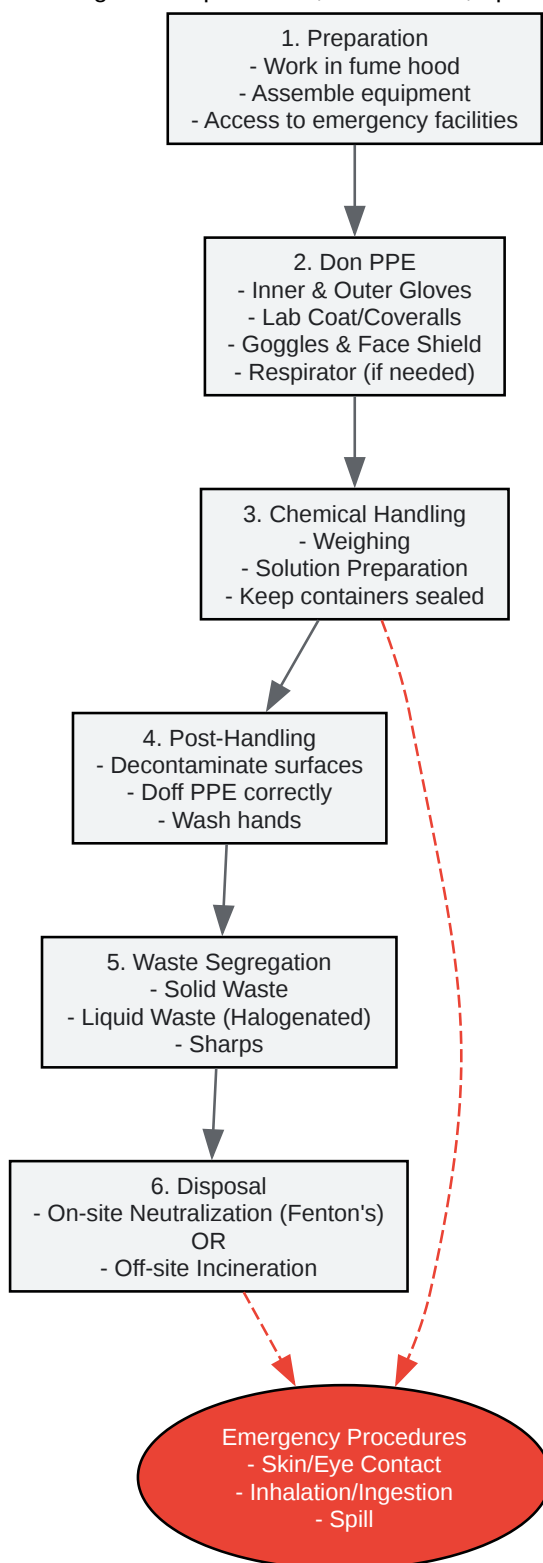 1. Preparation
- Work in fume hood
- Assemble equipment
- Access to emergency facilities
2. Don PPE
- Inner & Outer Gloves
- Lab Coat/Coveralls
- Goggles & Face Shield
- Respirator (if needed)
3. Chemical Handling
- Weighing
- Solution Preparation
- Keep containers sealed
4. Post-Handling
- Decontaminate surfaces
- Doff PPE correctly
- Wash hands
5. Waste Segregation
- Solid Waste
- Liquid Waste (Halogenated)
- Sharps
6. Disposal
- On-site Neutralization (Fenton's)
OR
- Off-site Incineration
Emergency Procedures
- Skin/Eye Contact
- Inhalation/Ingestion
- Spill